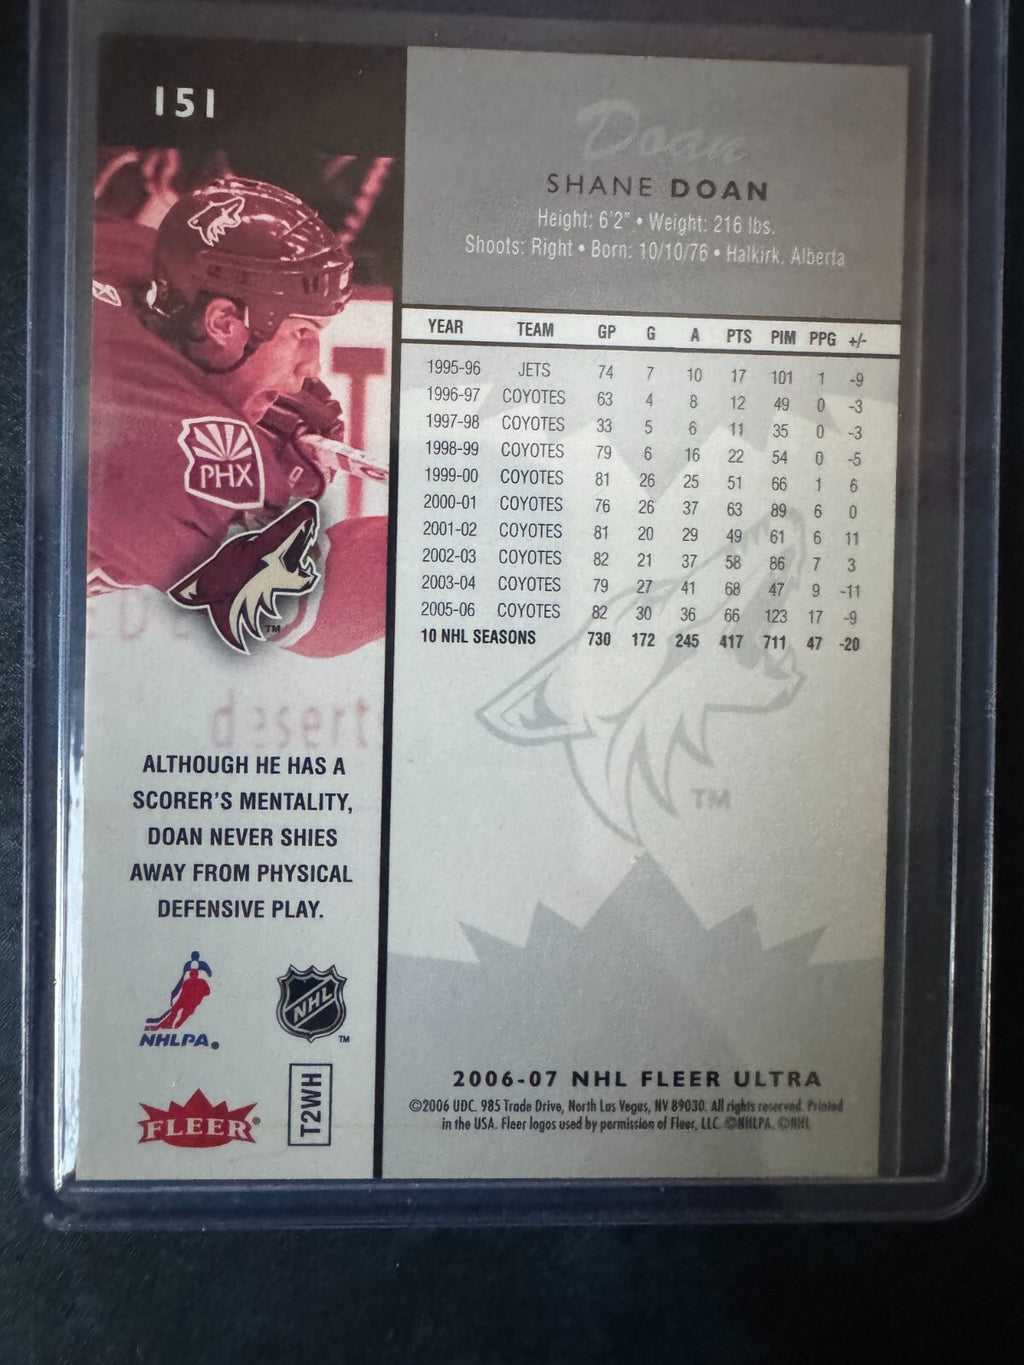 151
Doan
SHANE DOAN
Height: 6'2" • Weight: 216 lbs.
Shoots: Right • Born: 10/10/76 • Halkirk, Alberta
YEAR TEAM GP G A PTS PIM PPG +/-
1995-96 JETS 74 7 10 17 101 1 -9
1996-97 COYOTES 63 4 8 12 49 0 -3
1997-98 COYOTES 33 5 6 11 35 0 -3
1998-99 COYOTES 79 6 16 22 54 0 -5
1999-00 COYOTES 81 26 25 51 66 1 6
2000-01 COYOTES 76 26 37 63 89 6 0
2001-02 COYOTES 81 20 29 49 61 6 11
2002-03 COYOTES 82 21 37 58 86 7 3
2003-04 COYOTES 79 27 41 68 47 9 -11
2005-06 COYOTES 82 30 36 66 123 17 -9
10 NHL SEASONS 730 172 245 417 711 47 -20
PHX
TM
desert
TM
ALTHOUGH HE HAS A
SCORER'S MENTALITY,
DOAN NEVER SHIES
AWAY FROM PHYSICAL
DEFENSIVE PLAY.
NHLPA®
NHL
TM
FLEER®
T2WH
2006-07 NHL FLEER ULTRA
©2006 UDC. 985 Trade Drive, North Las Vegas, NV 89030. All rights reserved. Printed
in the USA. Fleer logos used by permission of Fleer, LLC. ©NHLPA. ©NHL